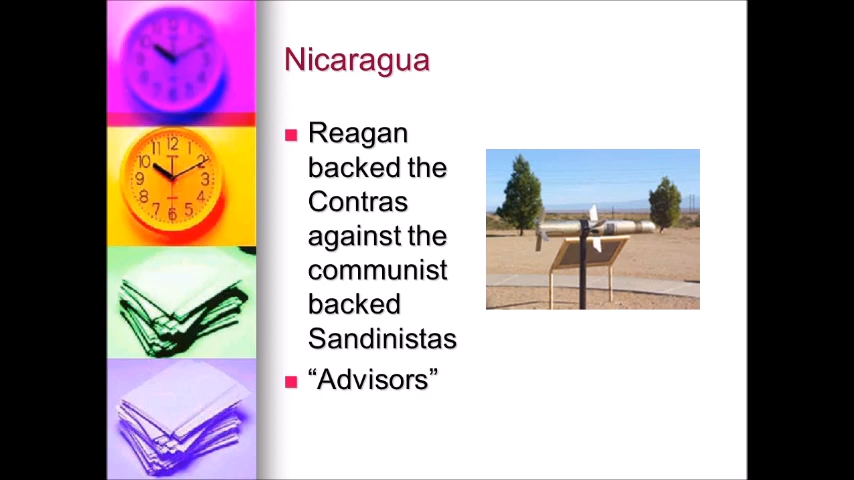 Nicaragua
Reagan
backed the
Contras
against the
communist
backed
Sandinistas
“Advisors”